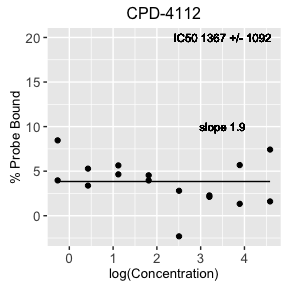 CPD-4112
IC50 1367 +/- 1092
slope 1.9
% Probe Bound
20
15
10
5
0
0 1 2 3 4
log(Concentration)